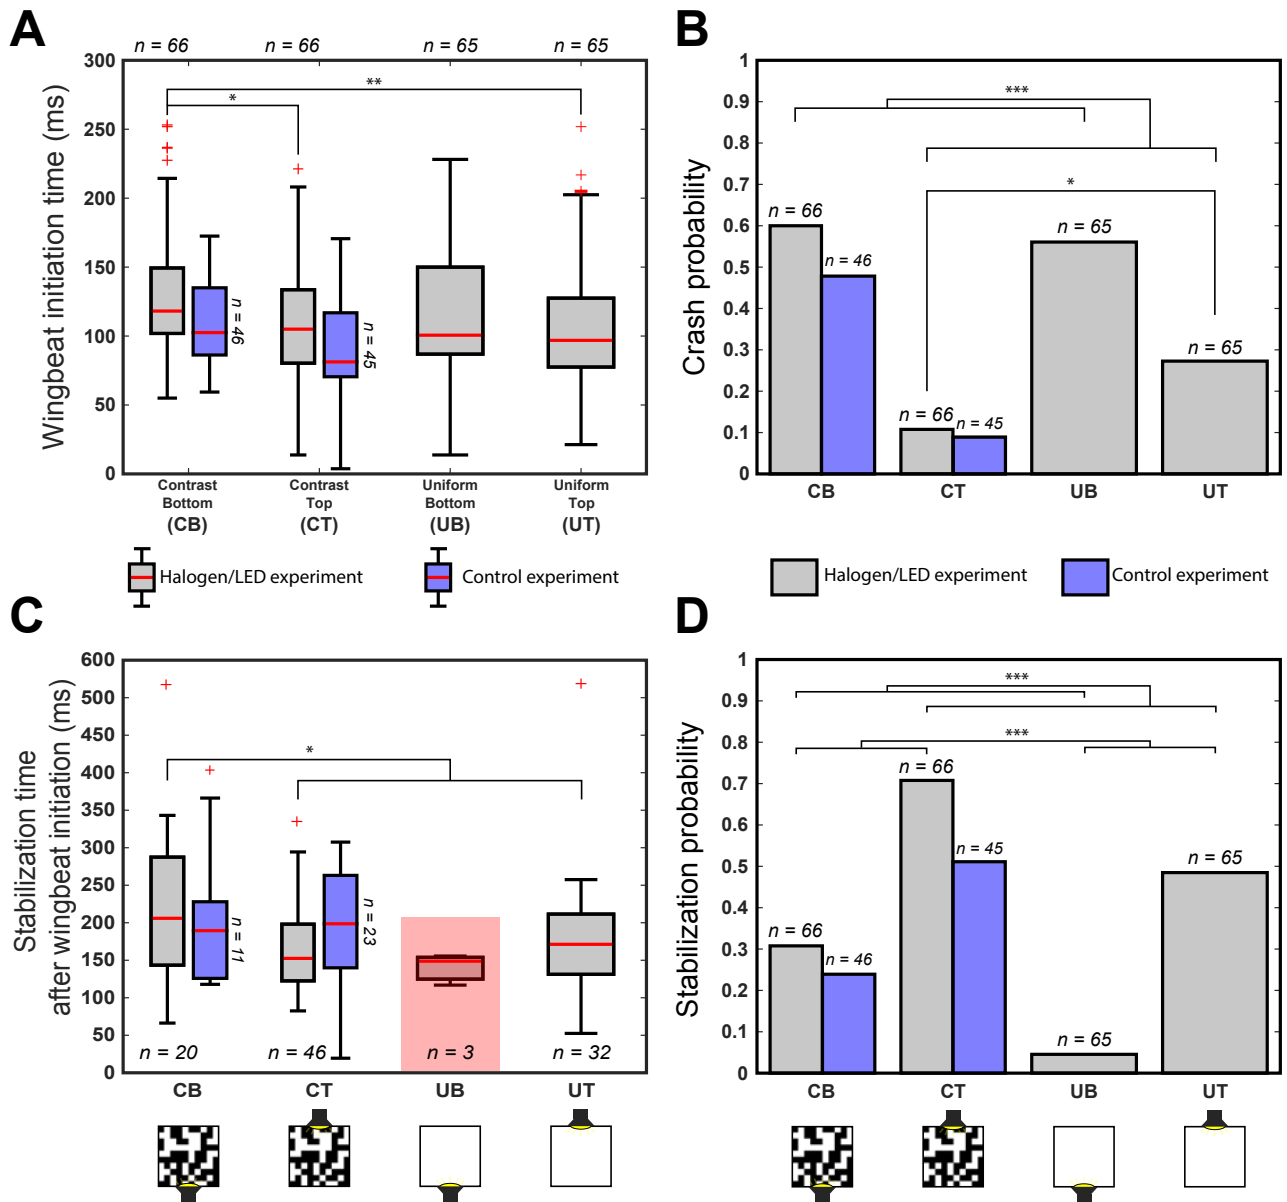 A
n = 66
n = 66
n = 65
n = 65
Wingbeat initiation time (ms)
300
250
200
150
100
50
0
**
*
n = 46
n = 45
Contrast
Bottom
(CB)
Contrast
Top
(CT)
Uniform
Bottom
(UB)
Uniform
Top
(UT)
Halogen/LED experiment
Control experiment
B
Crash probability
1
0.9
0.8
0.7
0.6
0.5
0.4
0.3
0.2
0.1
0
***
*
n = 66
n = 46
n = 66
n = 45
n = 65
n = 65
CB
CT
UB
UT
Halogen/LED experiment
Control experiment
C
Stabilization time
after wingbeat initiation (ms)
600
500
450
400
350
300
250
200
150
100
50
0
*
n = 11
n = 23
n = 20
n = 46
n = 3
n = 32
CB
CT
UB
UT
D
Stabilization probability
1
0.9
0.8
0.7
0.6
0.5
0.4
0.3
0.2
0.1
0
***
***
n = 66
n = 46
n = 66
n = 45
n = 65
n = 65
CB
CT
UB
UT